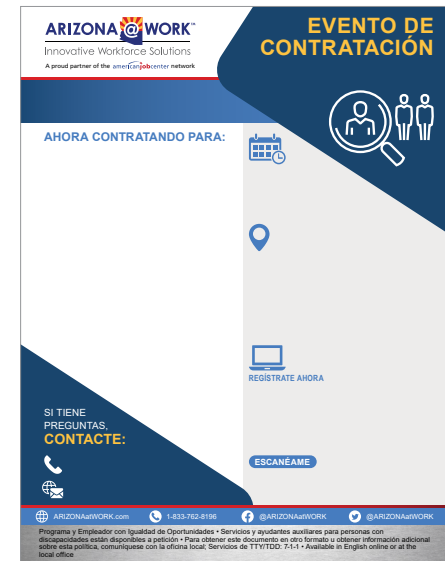 ARIZONA@WORK™
Innovative Workforce Solutions
A proud partner of the americanjobcenter network
EVENTO DE
CONTRATACIÓN
AHORA CONTRATANDO PARA:
REGÍSTRATE AHORA
SI TIENE
PREGUNTAS,
CONTACTE:
ESCANÉAME
ARIZONAatWORK.com 1-833-762-8196 @ARIZONAatWORK @ARIZONAatWORK
Programa y Empleador con Igualdad de Oportunidades • Servicios y ayudantes auxiliares para personas con
discapacidades están disponibles a petición • Para obtener este documento en otro formato u obtener información adicional
sobre esta política, comuníquese con la oficina local; Servicios de TTY/TDD: 7-1-1 • Available in English online or at the
local office